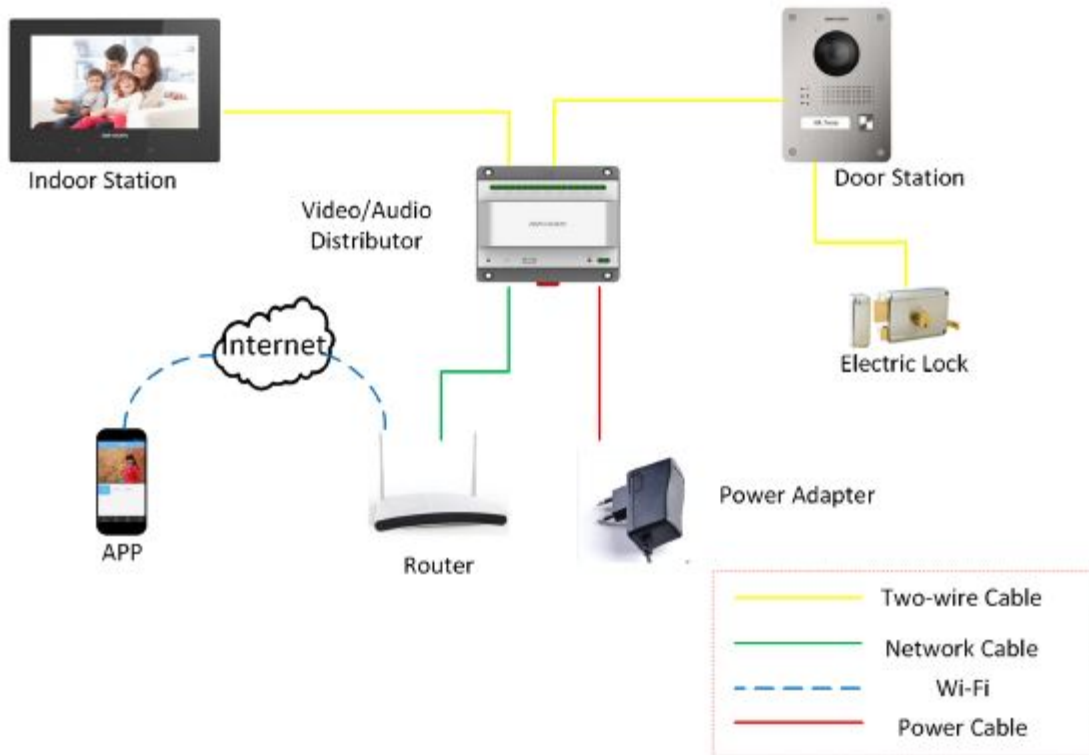 Indoor Station
Door Station
Video/Audio
Distributor
Internet
Electric Lock
APP
Router
Power Adapter
Two-wire Cable
Network Cable
Wi-Fi
Power Cable